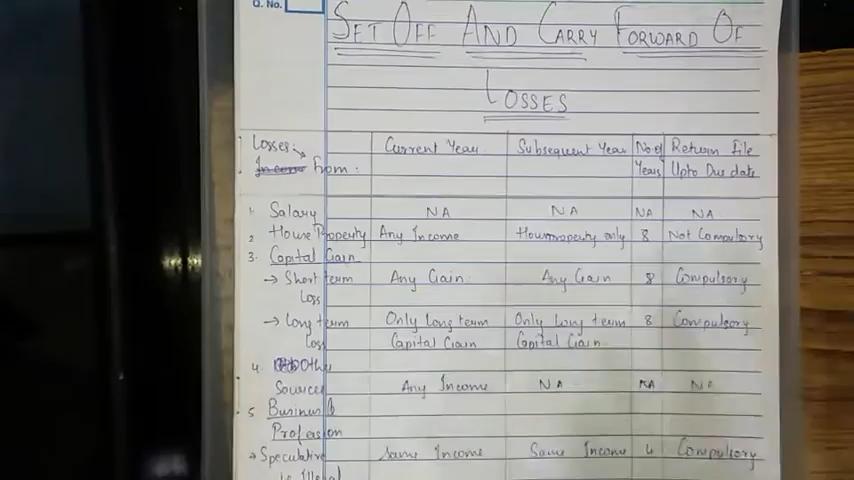 Q. No.
SET OFF AND CARRY FORWARD OF
LOSSES
Losses From: Current Year Subsequent Year No of Years Return File Upto Due date
1. Salary NA NA NA NA
2. House Property Any Income House property only 8 Not Compulsory
3. Capital Gain
→ Short term Loss Any Gain Any Gain 8 Compulsory
→ Long term Loss Only Long term Capital Gain Only Long term Capital Gain 8 Compulsory
4. Other Sources Any Income NA NA NA
5. Business & Profession
→ Speculative Same Income Same Income 4 Compulsory